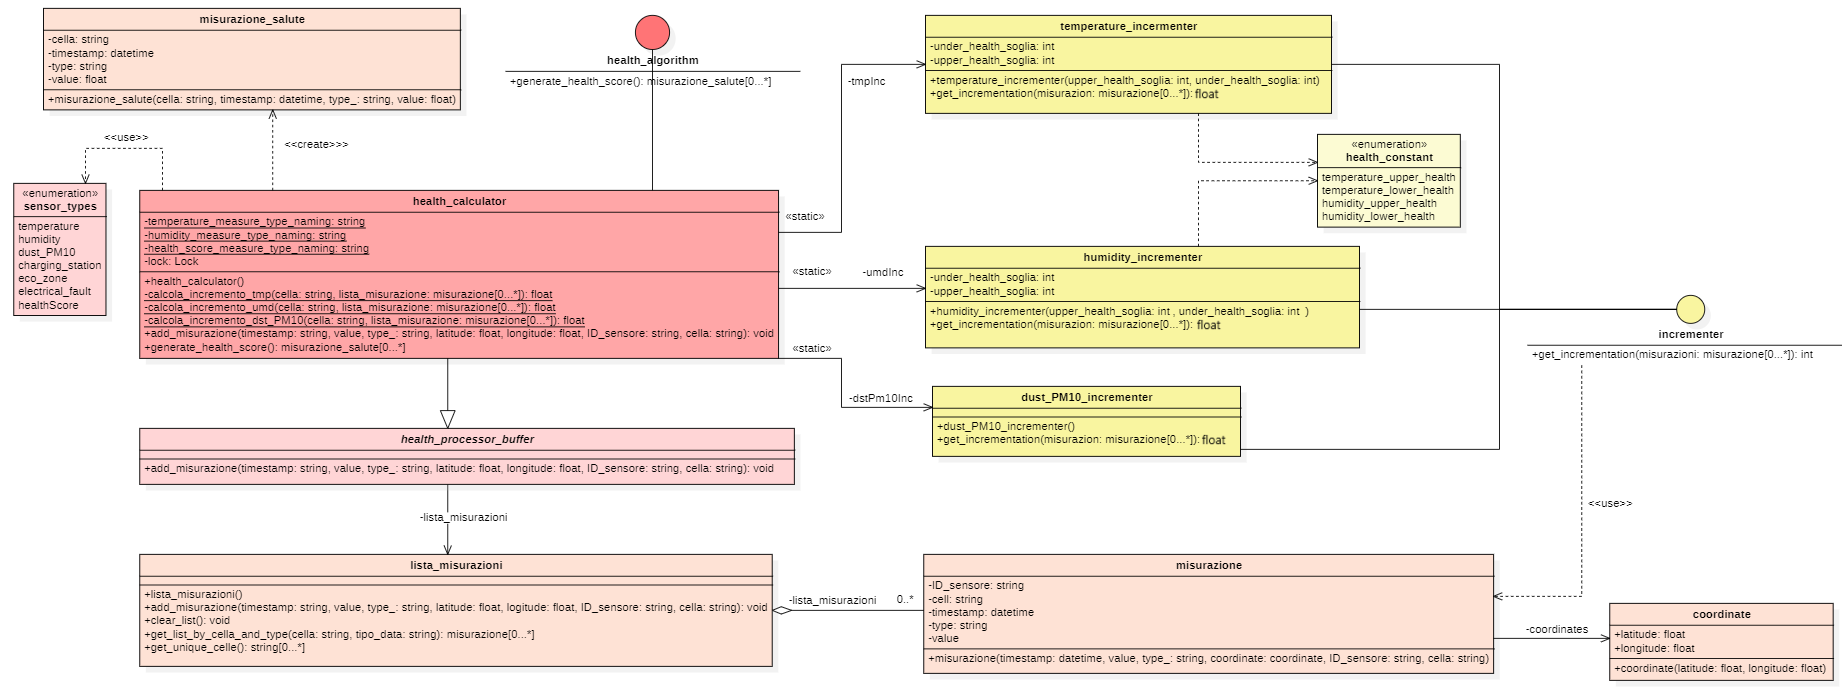 misurazione_salute
-cella: string
-timestamp: datetime
-type: string
-value: float
+misurazione_salute(cella: string, timestamp: datetime, type_: string, value: float)
health_algorithm
+generate_health_score(): misurazione_salute[0...*]
temperature_incermenter
-under_health_soglia: int
-upper_health_soglia: int
+temperature_incrementer(upper_health_soglia: int, under_health_soglia: int)
+get_incrementation(misurazion: misurazione[0...*]): float
-tmpInc
<<use>>
<<create>>>
«enumeration»
health_constant
temperature_upper_health
temperature_lower_health
humidity_upper_health
humidity_lower_health
«enumeration»
sensor_types
temperature
humidity
dust_PM10
charging_station
eco_zone
electrical_fault
healthScore
health_calculator
-temperature_measure_type_naming: string
-humidity_measure_type_naming: string
-health_score_measure_type_naming: string
-lock: Lock
+health_calculator()
-calcola_incremento_tmp(cella: string, lista_misurazione: misurazione[0...*]): float
-calcola_incremento_umd(cella: string, lista_misurazione: misurazione[0...*]): float
-calcola_incremento_dst_PM10(cella: string, lista_misurazione: misurazione[0...*]): float
+add_misurazione(timestamp: string, value, type_: string, latitude: float, longitude: float, ID_sensore: string, cella: string): void
+generate_health_score(): misurazione_salute[0...*]
«static»
«static»
-umdInc
«static»
-dstPm10Inc
humidity_incrementer
-under_health_soglia: int
-upper_health_soglia: int
+humidity_incrementer(upper_health_soglia: int , under_health_soglia: int  )
+get_incrementation(misurazion: misurazione[0...*]): float
incrementer
+get_incrementation(misurazioni: misurazione[0...*]): int
dust_PM10_incrementer
+dust_PM10_incrementer()
+get_incrementation(misurazion: misurazione[0...*]): float
health_processor_buffer
+add_misurazione(timestamp: string, value, type_: string, latitude: float, longitude: float, ID_sensore: string, cella: string): void
-lista_misurazioni
<<use>>
lista_misurazioni
+lista_misurazioni()
+add_misurazione(timestamp: string, value, type_: string, latitude: float, logitude: float, ID_sensore: string, cella: string): void
+clear_list(): void
+get_list_by_cella_and_type(cella: string, tipo_data: string): misurazione[0...*]
+get_unique_celle(): string[0...*]
-lista_misurazioni
0..*
misurazione
-ID_sensore: string
-cell: string
-timestamp: datetime
-type: string
-value
+misurazione(timestamp: datetime, value, type_: string, coordinate: coordinate, ID_sensore: string, cella: string)
-coordinates
coordinate
+latitude: float
+longitude: float
+coordinate(latitude: float, longitude: float)